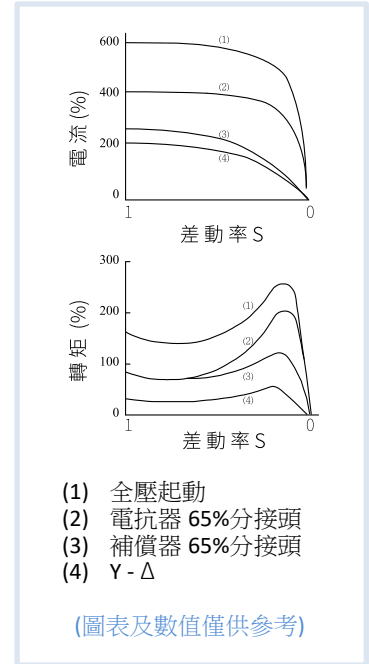 600
400
200
0
電流 (%)
(1)
(2)
(3)
(4)
1
0
差動率 S
300
200
100
0
轉矩 (%)
(1)
(2)
(3)
(4)
1
0
差動率 S
(1) 全壓起動
(2) 電抗器 65%分接頭
(3) 補償器 65%分接頭
(4) Y - Δ
(圖表及數值僅供參考)